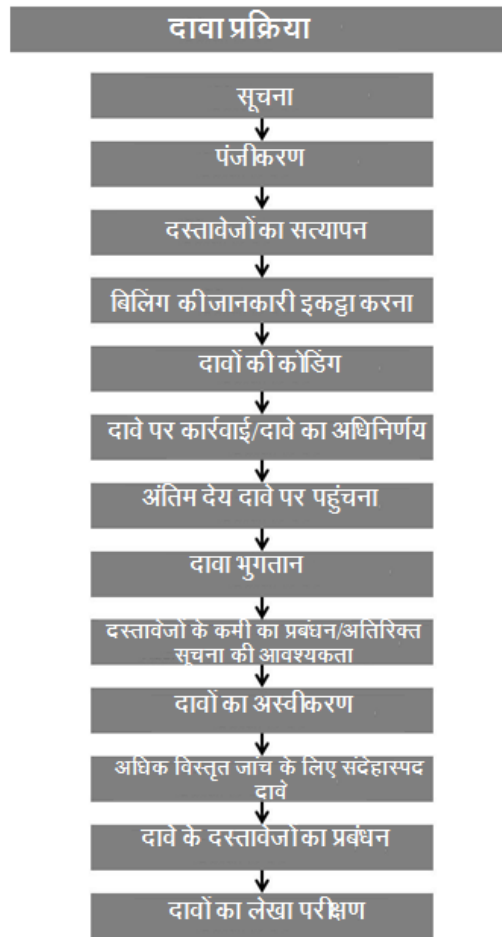 दावा प्रक्रिया
सूचना
पंजीकरण
दस्तावेजों का सत्यापन
बिलिंग की जानकारी इकट्ठा करना
दावों की कोडिंग
दावे पर कार्रवाई/दावे का अधिनिर्णय
अंतिम देय दावे पर पहुंचना
दावा भुगतान
दस्तावेजों के कमी का प्रबंधन/अतिरिक्त
सूचना की आवश्यकता
दावों का अस्वीकरण
अधिक विस्तृत जांच के लिए संदेहास्पद
दावे
दावे के दस्तावेजों का प्रबंधन
दावों का लेखा परीक्षण